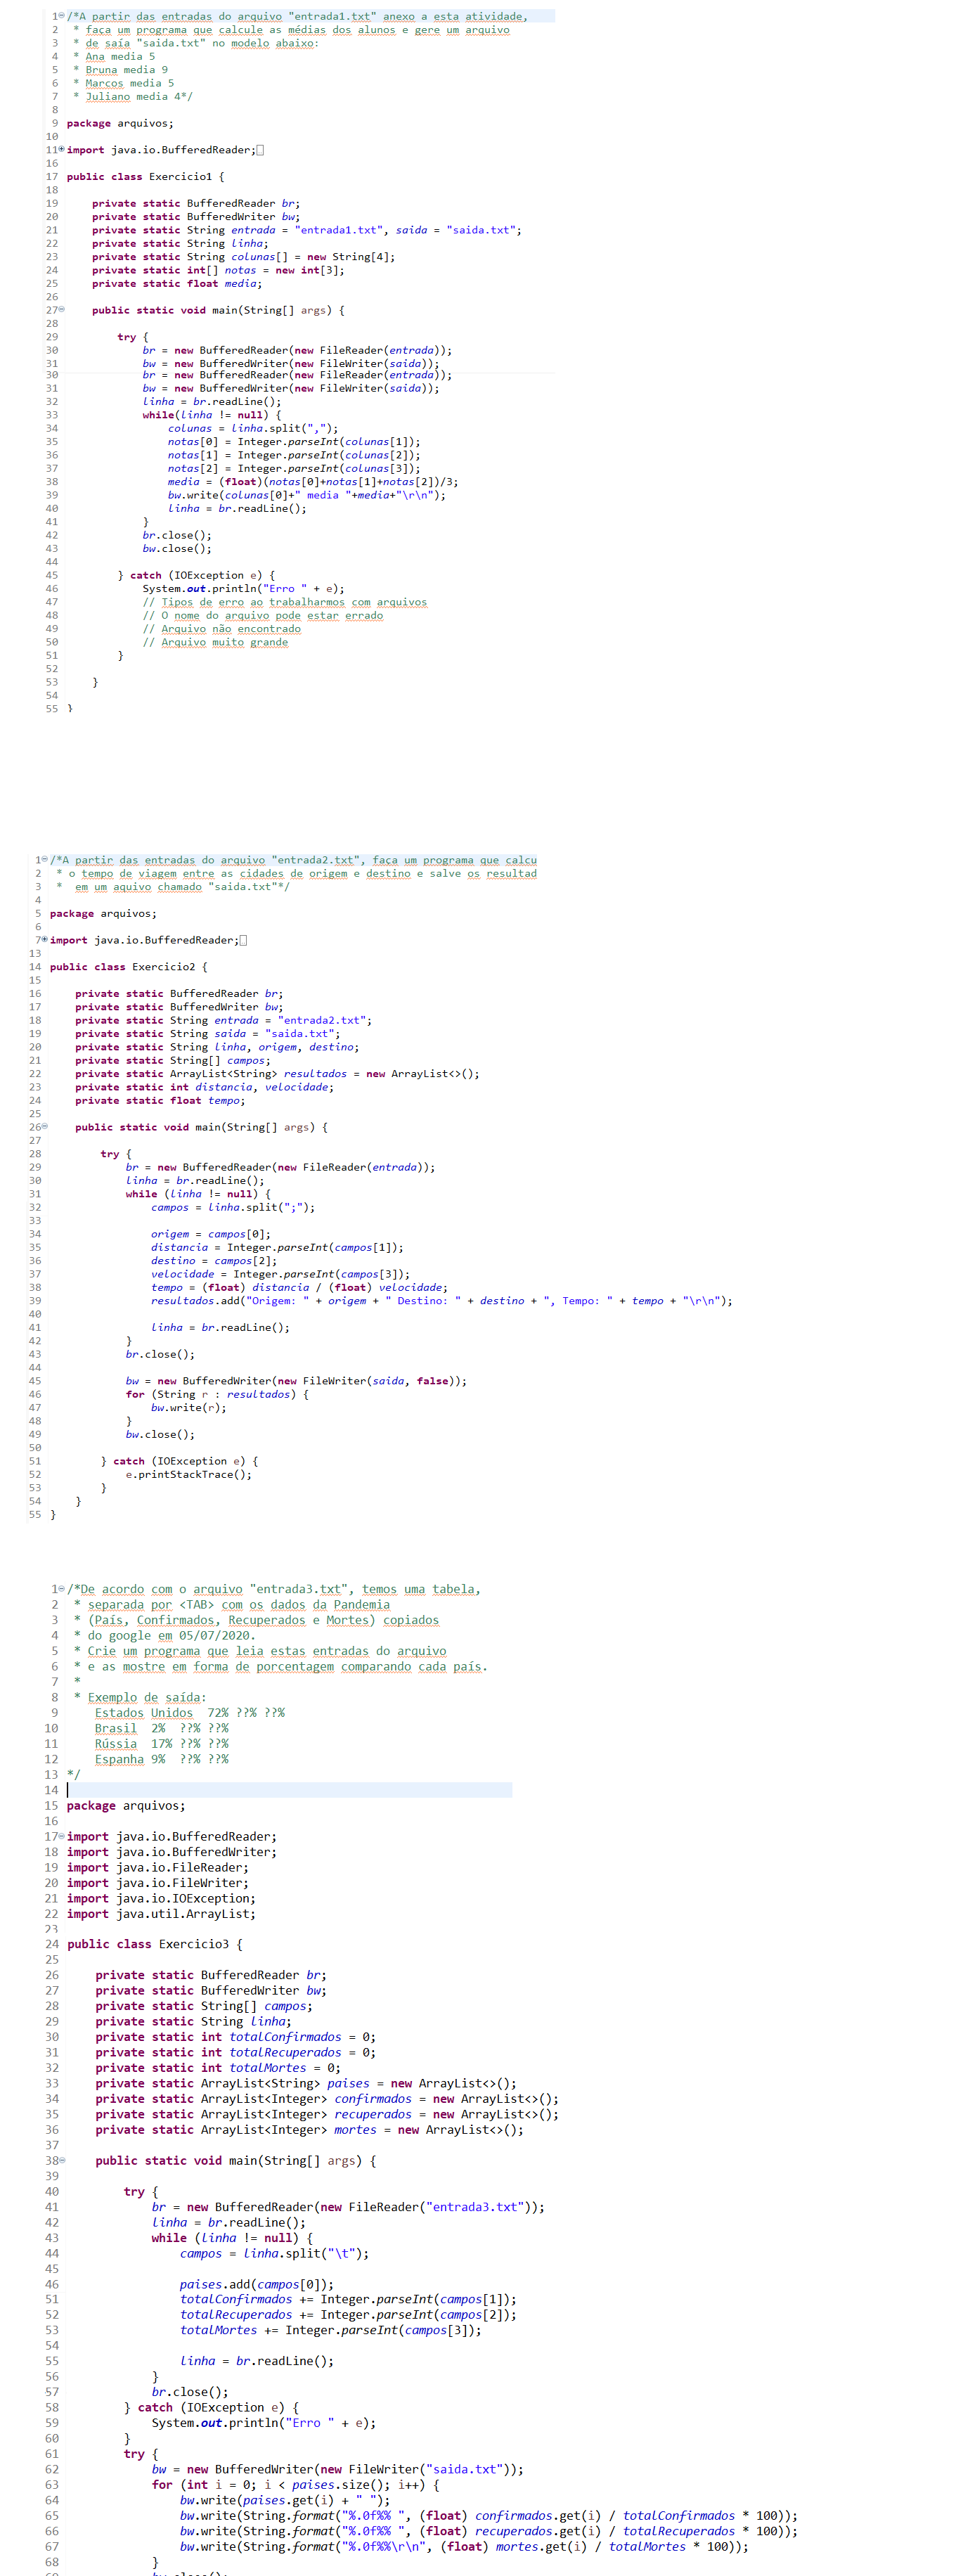 1 /*A partir das entradas do arquivo "entrada1.txt" anexo a esta atividade,
2  * faça um programa que calcule as médias dos alunos e gere um arquivo
3  * de saía "saida.txt" no modelo abaixo:
4  * Ana media 5
5  * Bruna media 9
6  * Marcos media 5
7  * Juliano media 4*/
8
9 package arquivos;
10
11 import java.io.BufferedReader;
16
17 public class Exercicio1 {
18
19     private static BufferedReader br;
20     private static BufferedWriter bw;
21     private static String entrada = "entrada1.txt", saida = "saida.txt";
22     private static String linha;
23     private static String colunas[] = new String[4];
24     private static int[] notas = new int[3];
25     private static float media;
26
27     public static void main(String[] args) {
28
29         try {
30             br = new BufferedReader(new FileReader(entrada));
31             bw = new BufferedWriter(new FileWriter(saida));
30             br = new BufferedReader(new FileReader(entrada));
31             bw = new BufferedWriter(new FileWriter(saida));
32             linha = br.readLine();
33             while(linha != null) {
34                 colunas = linha.split(",");
35                 notas[0] = Integer.parseInt(colunas[1]);
36                 notas[1] = Integer.parseInt(colunas[2]);
37                 notas[2] = Integer.parseInt(colunas[3]);
38                 media = (float)(notas[0]+notas[1]+notas[2])/3;
39                 bw.write(colunas[0]+" media "+media+"\r\n");
40                 linha = br.readLine();
41             }
42             br.close();
43             bw.close();
44
45         } catch (IOException e) {
46             System.out.println("Erro " + e);
47             // Tipos de erro ao trabalharmos com arquivos
48             // O nome do arquivo pode estar errado
49             // Arquivo não encontrado
50             // Arquivo muito grande
51         }
52
53     }
54
55 }
1 /*A partir das entradas do arquivo "entrada2.txt", faça um programa que calcu
2  * o tempo de viagem entre as cidades de origem e destino e salve os resultad
3  *  em um aquivo chamado "saida.txt"*/
4
5 package arquivos;
6
7 import java.io.BufferedReader;
13
14 public class Exercicio2 {
15
16     private static BufferedReader br;
17     private static BufferedWriter bw;
18     private static String entrada = "entrada2.txt";
19     private static String saida = "saida.txt";
20     private static String linha, origem, destino;
21     private static String[] campos;
22     private static ArrayList<String> resultados = new ArrayList<>();
23     private static int distancia, velocidade;
24     private static float tempo;
25
26     public static void main(String[] args) {
27
28         try {
29             br = new BufferedReader(new FileReader(entrada));
30             linha = br.readLine();
31             while (linha != null) {
32                 campos = linha.split(";");
33
34                 origem = campos[0];
35                 distancia = Integer.parseInt(campos[1]);
36                 destino = campos[2];
37                 velocidade = Integer.parseInt(campos[3]);
38                 tempo = (float) distancia / (float) velocidade;
39                 resultados.add("Origem: " + origem + " Destino: " + destino + ", Tempo: " + tempo + "\r\n");
40
41                 linha = br.readLine();
42             }
43             br.close();
44
45             bw = new BufferedWriter(new FileWriter(saida, false));
46             for (String r : resultados) {
47                 bw.write(r);
48             }
49             bw.close();
50
51         } catch (IOException e) {
52             e.printStackTrace();
53         }
54     }
55 }
1 /*De acordo com o arquivo "entrada3.txt", temos uma tabela,
2  * separada por <TAB> com os dados da Pandemia
3  * (País, Confirmados, Recuperados e Mortes) copiados
4  * do google em 05/07/2020.
5  * Crie um programa que leia estas entradas do arquivo
6  * e as mostre em forma de porcentagem comparando cada país.
7  *
8  * Exemplo de saída:
9     Estados Unidos  72% ??% ??%
10     Brasil  2%  ??% ??%
11     Rússia  17% ??% ??%
12     Espanha 9%  ??% ??%
13 */
14
15 package arquivos;
16
17 import java.io.BufferedReader;
18 import java.io.BufferedWriter;
19 import java.io.FileReader;
20 import java.io.FileWriter;
21 import java.io.IOException;
22 import java.util.ArrayList;
23
24 public class Exercicio3 {
25
26     private static BufferedReader br;
27     private static BufferedWriter bw;
28     private static String[] campos;
29     private static String linha;
30     private static int totalConfirmados = 0;
31     private static int totalRecuperados = 0;
32     private static int totalMortes = 0;
33     private static ArrayList<String> paises = new ArrayList<>();
34     private static ArrayList<Integer> confirmados = new ArrayList<>();
35     private static ArrayList<Integer> recuperados = new ArrayList<>();
36     private static ArrayList<Integer> mortes = new ArrayList<>();
37
38     public static void main(String[] args) {
39
40         try {
41             br = new BufferedReader(new FileReader("entrada3.txt"));
42             linha = br.readLine();
43             while (linha != null) {
44                 campos = linha.split("\t");
45
46                 paises.add(campos[0]);
51                 totalConfirmados += Integer.parseInt(campos[1]);
52                 totalRecuperados += Integer.parseInt(campos[2]);
53                 totalMortes += Integer.parseInt(campos[3]);
54
55                 linha = br.readLine();
56             }
57             br.close();
58         } catch (IOException e) {
59             System.out.println("Erro " + e);
60         }
61         try {
62             bw = new BufferedWriter(new FileWriter("saida.txt"));
63             for (int i = 0; i < paises.size(); i++) {
64                 bw.write(paises.get(i) + " ");
65                 bw.write(String.format("%.0f%% ", (float) confirmados.get(i) / totalConfirmados * 100));
66                 bw.write(String.format("%.0f%% ", (float) recuperados.get(i) / totalRecuperados * 100));
67                 bw.write(String.format("%.0f%%\r\n", (float) mortes.get(i) / totalMortes * 100));
68             }